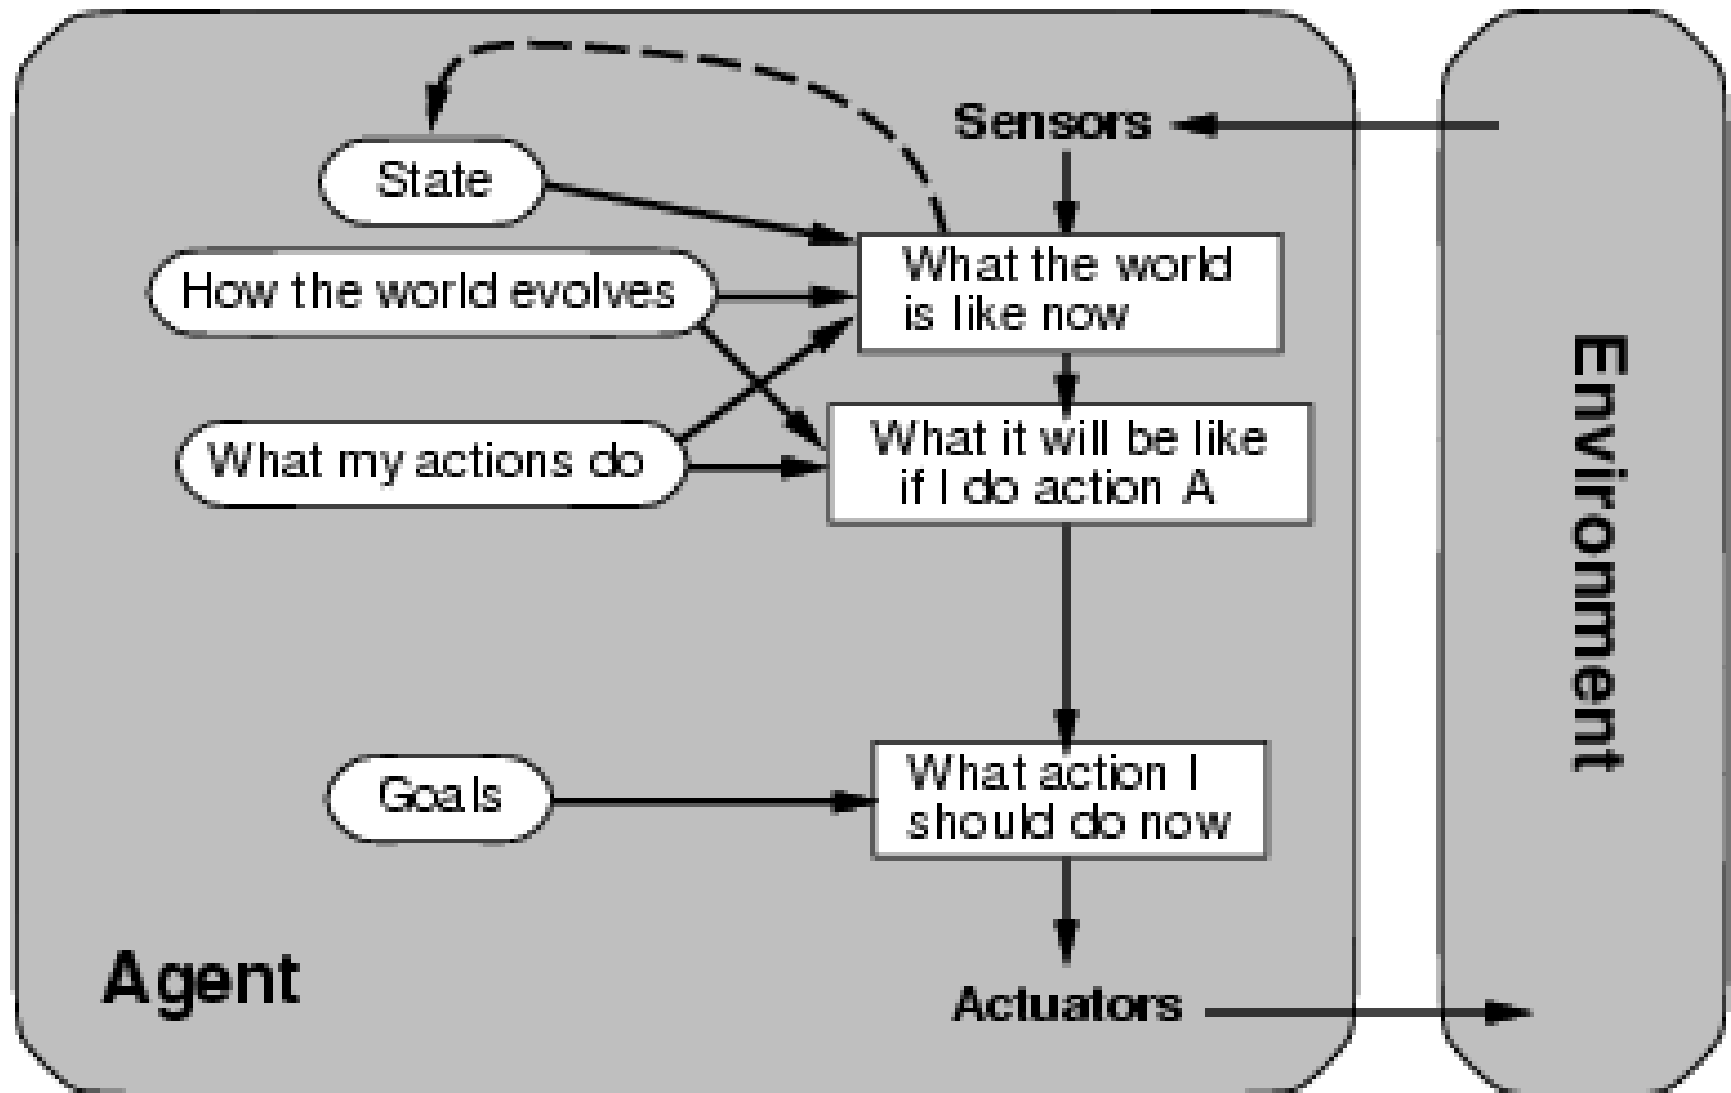 Sensors
State
What the world
is like now
How the world evolves
What it will be like
if I do action A
What my actions do
What action I
should do now
Goals
Agent
Actuators
Environment